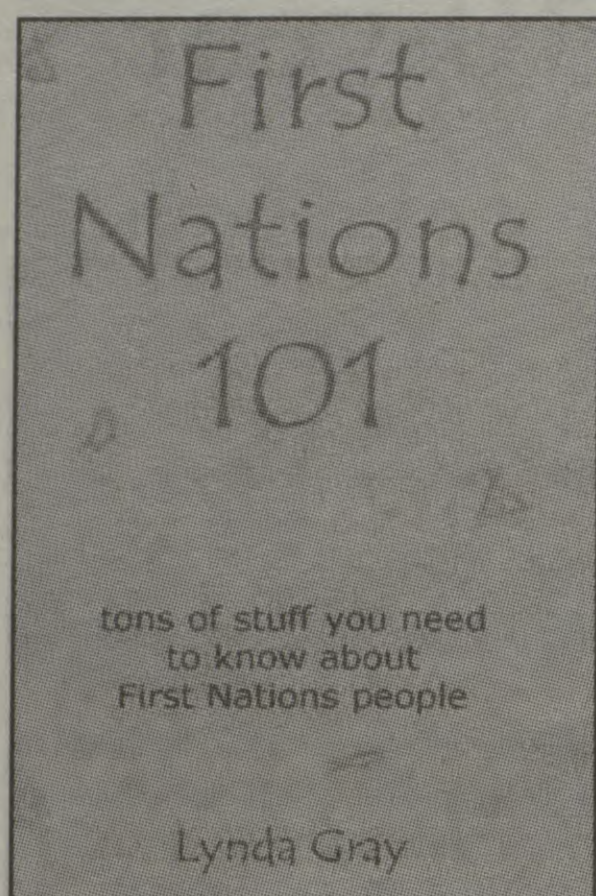 First
Nations
101
tons of stuff you need
to know about
First Nations people
Lynda Gray